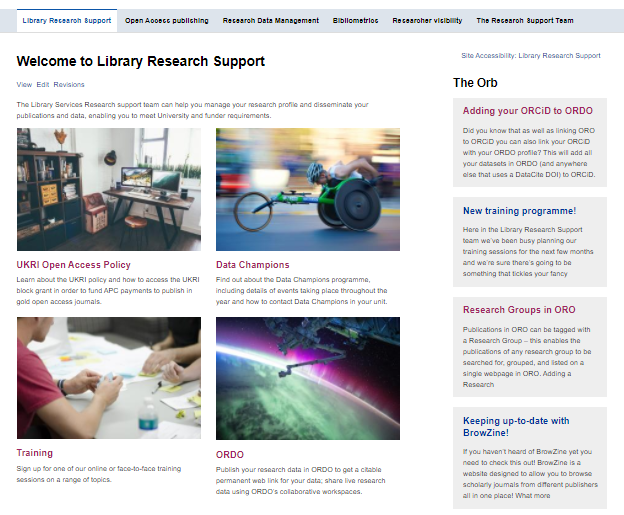 Library Research Support Open Access publishing Research Data Management Bibliometrics Researcher visibility The Research Support Team
Site Accessibility: Library Research Support
Welcome to Library Research Support
View Edit Revisions
The Library Services Research support team can help you manage your research profile and disseminate your
publications and data, enabling you to meet University and funder requirements.
UKRI Open Access Policy
Learn about the UKRI policy and how to access the UKRI
block grant in order to fund APC payments to publish in
gold open access journals.
Data Champions
Find out about the Data Champions programme,
including details of events taking place throughout the
year and how to contact Data Champions in your unit.
Training
Sign up for one of our online or face-to-face training
sessions on a range of topics.
ORDO
Publish your research data in ORDO to get a citable
permanent web link for your data; share live research
data using ORDO's collaborative workspaces.
The Orb
Adding your ORCiD to ORDO
Did you know that as well as linking ORO
to ORCiD you can also link your ORCiD
with your ORDO profile? This will add all
your datasets in ORDO (and anywhere
else that uses a DataCite DOI) to ORCiD.
New training programme!
Here in the Library Research Support
team we've been busy planning our
training sessions for the next few months
and we're sure there's going to be
something that tickles your fancy
Research Groups in ORO
Publications in ORO can be tagged with
a Research Group – this enables the
publications of any research group to be
searched for, grouped, and listed on a
single webpage in ORO. Adding a
Research
Keeping up-to-date with
BrowZine!
If you haven't heard of BrowZine yet you
need to check this out! BrowZine is a
website designed to allow you to browse
scholarly journals from different publishers
all in one place! What more